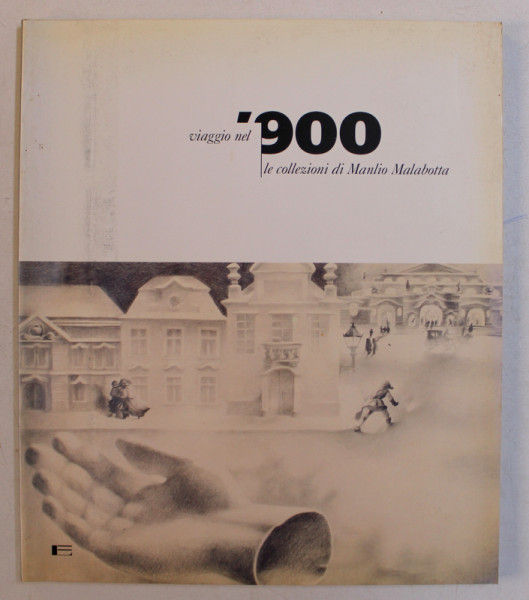 viaggio nel '900
le collezioni di Manlio Malabotta